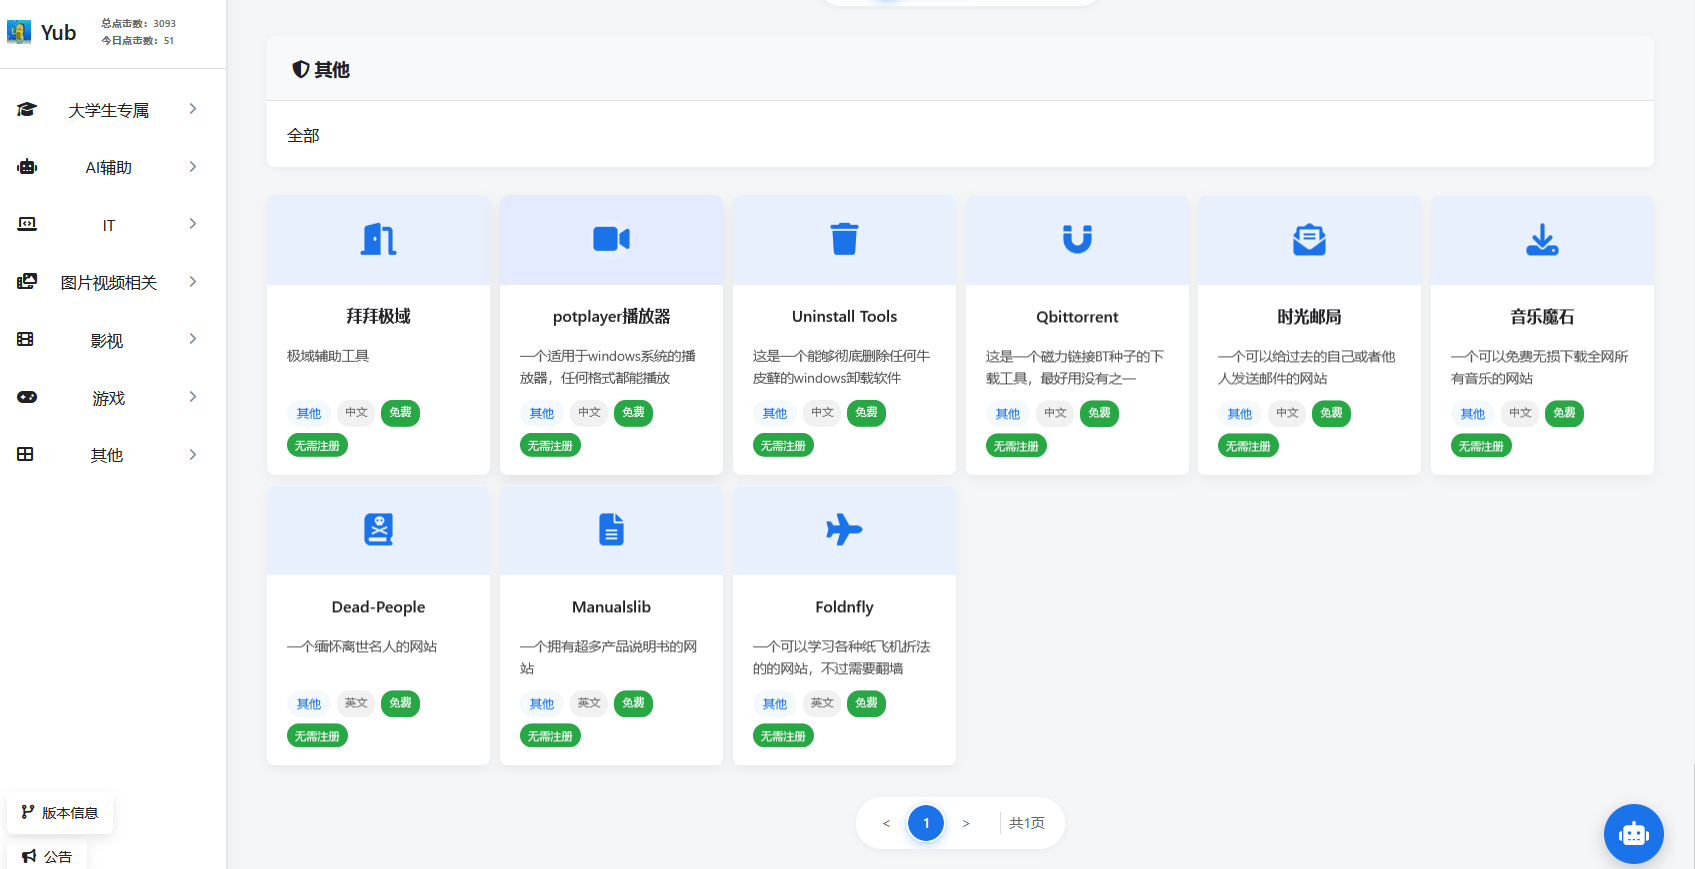 Yub
总点击数：3093
今日点击数：51
大学生专属
AI辅助
IT
图片视频相关
影视
游戏
其他
版本信息
公告
其他
全部
拜拜极域
极域辅助工具
其他 中文 免费
无需注册
potplayer播放器
一个适用于windows系统的播
放器，任何格式都能播放
其他 中文 免费
无需注册
Uninstall Tools
这是一个能够彻底删除任何牛
皮藓的windows卸载软件
其他 中文 免费
无需注册
Qbittorrent
这是一个磁力链接BT种子的下
载工具，最好用没有之一
其他 中文 免费
无需注册
时光邮局
一个可以给过去的自己或者他
人发送邮件的网站
其他 中文 免费
无需注册
音乐魔石
一个可以免费无损下载全网所
有音乐的网站
其他 中文 免费
无需注册
Dead-People
一个缅怀离世名人的网站
其他 英文 免费
无需注册
Manualslib
一个拥有超多产品说明书的网
站
其他 英文 免费
无需注册
Foldnfly
一个可以学习各种纸飞机折法
的的网站，不过需要翻墙
其他 英文 免费
无需注册
< 1 > 共1页